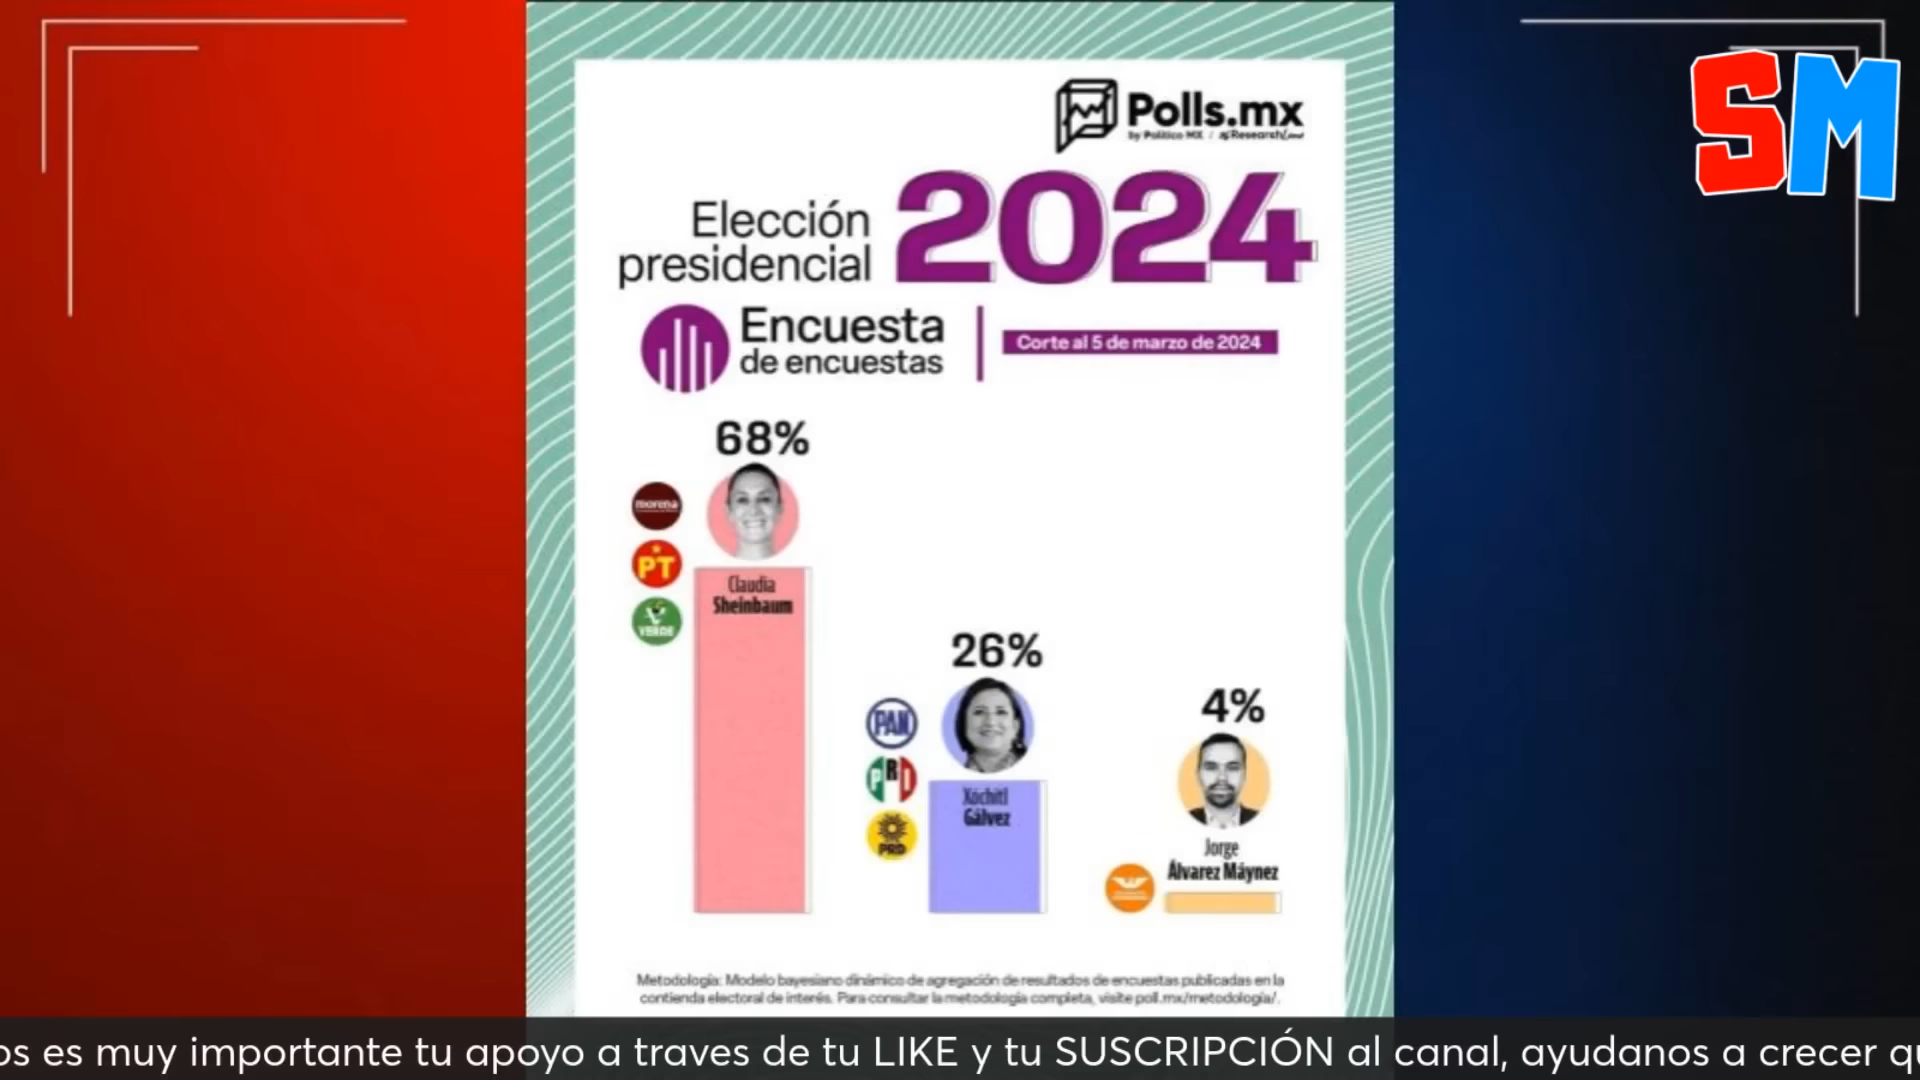 SM
Polls.mx
by Político MX / ResearchLand
Elección
presidencial
2024
Encuesta
de encuestas
Corte al 5 de marzo de 2024
68%
morena
PT
VERDE
Claudia
Sheinbaum
26%
PAN
PRI
PRD
Xóchitl
Gálvez
4%
Jorge
Álvarez Máynez
Metodología: Modelo bayesiano dinámico de agregación de resultados de encuestas publicadas en la
contienda electoral de interés. Para consultar la metodología completa, visite poll.mx/metodología/.
os es muy importante tu apoyo a traves de tu LIKE y tu SUSCRIPCIÓN al canal, ayudanos a crecer qu